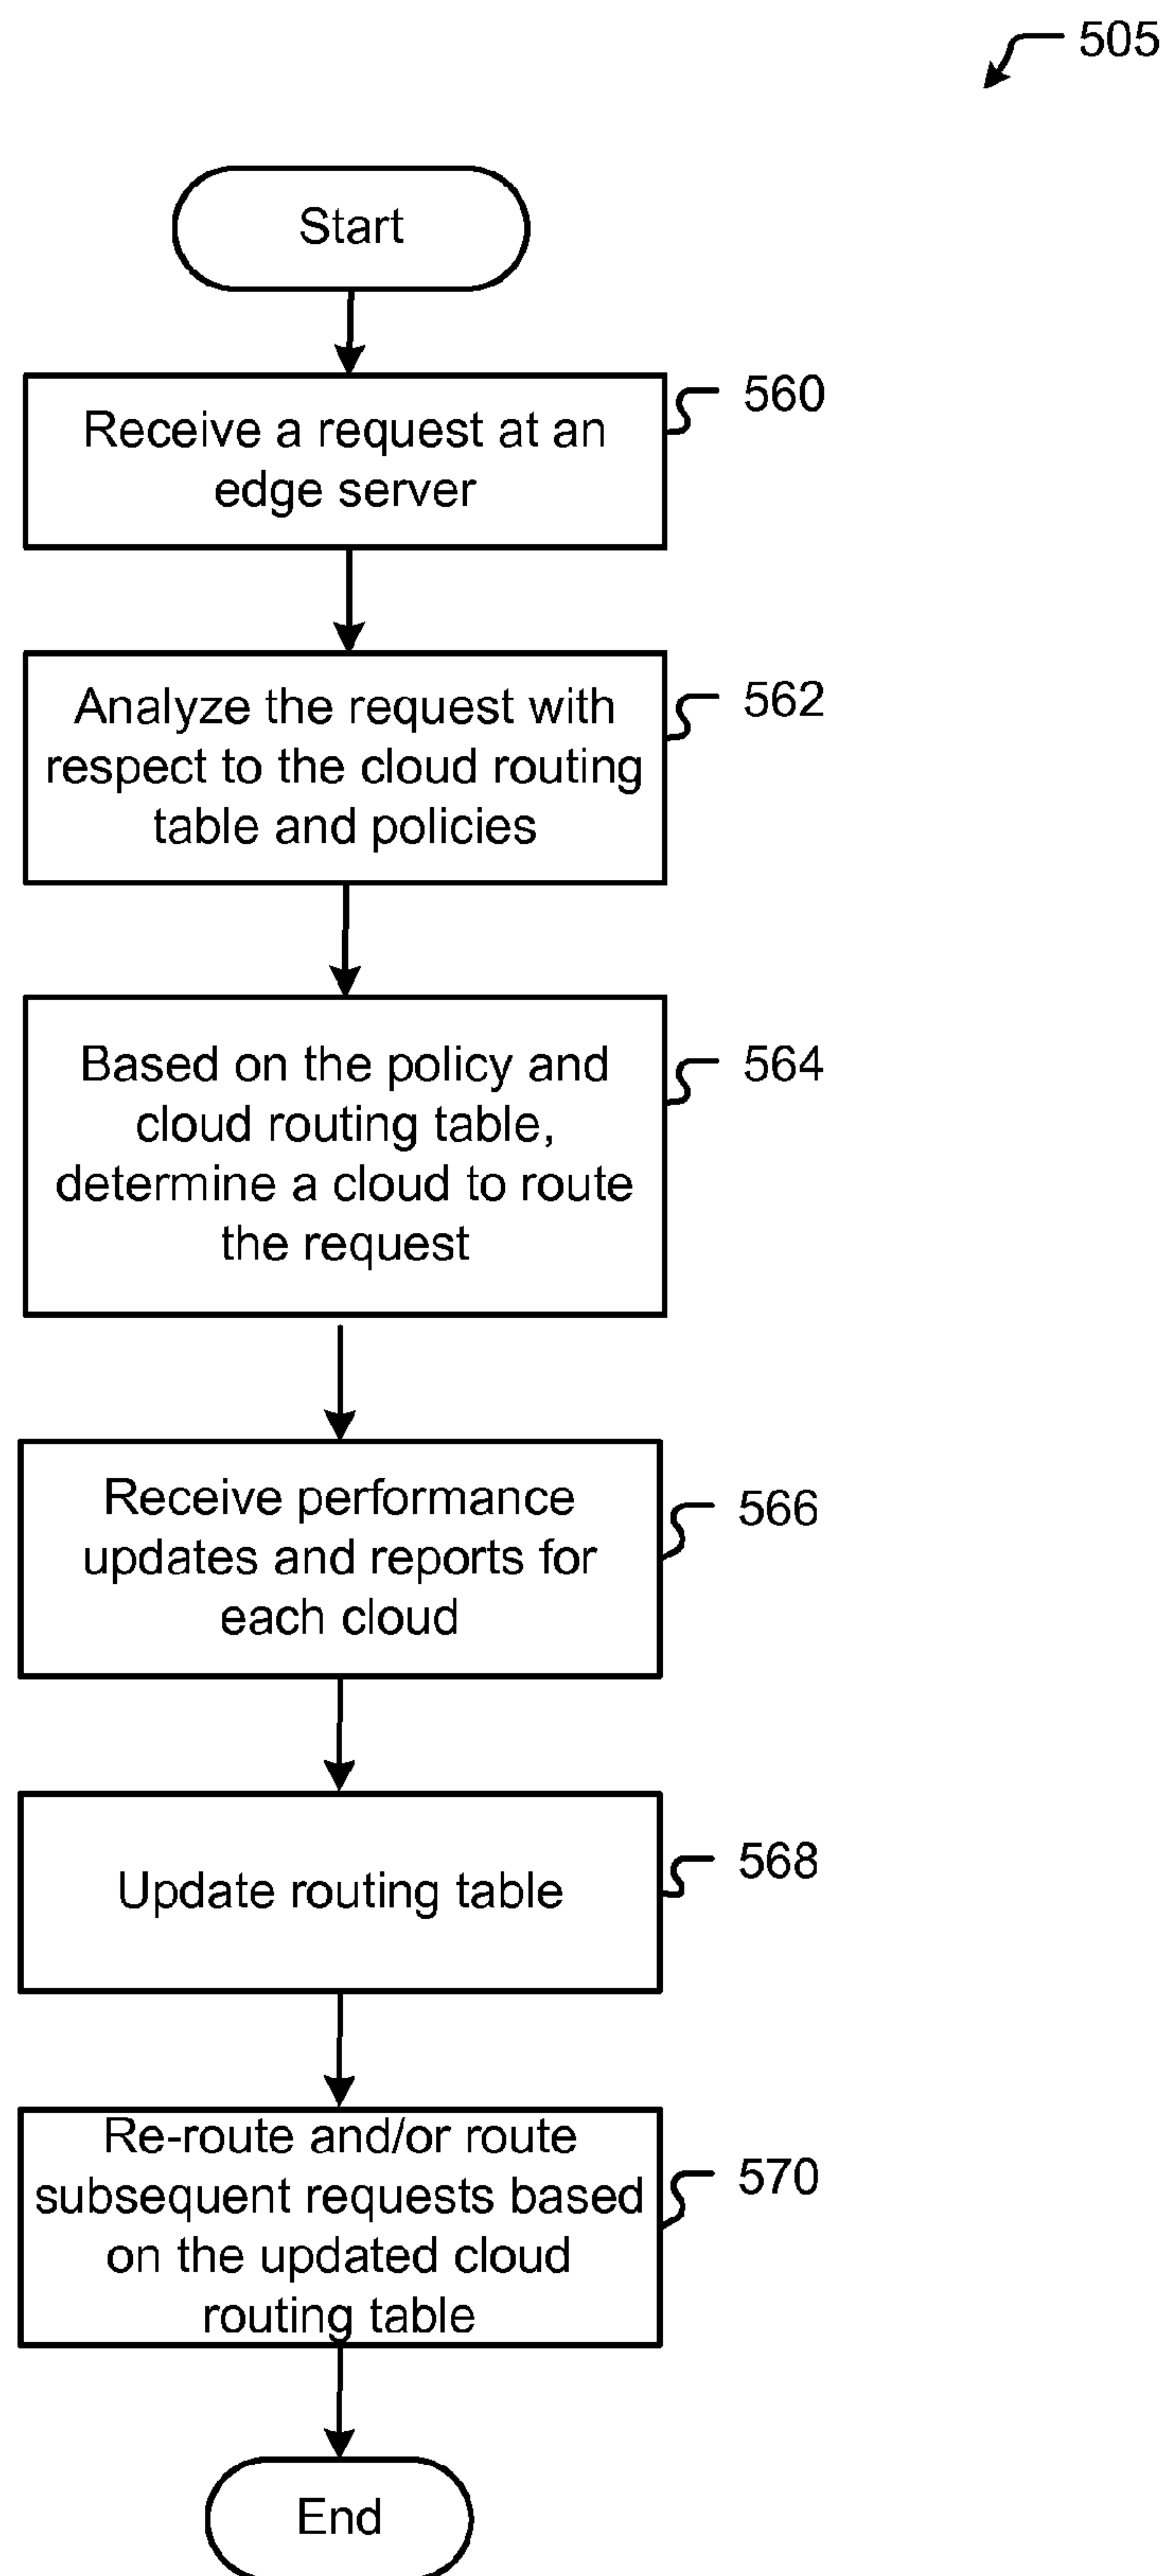 505
Start
560
Receive a request at an
edge server
562
Analyze the request with
respect to the cloud routing
table and policies
564
Based on the policy and
cloud routing table,
determine a cloud to route
the request
566
Receive performance
updates and reports for
each cloud
568
Update routing table
570
Re-route and/or route
subsequent requests based
on the updated cloud
routing table
End